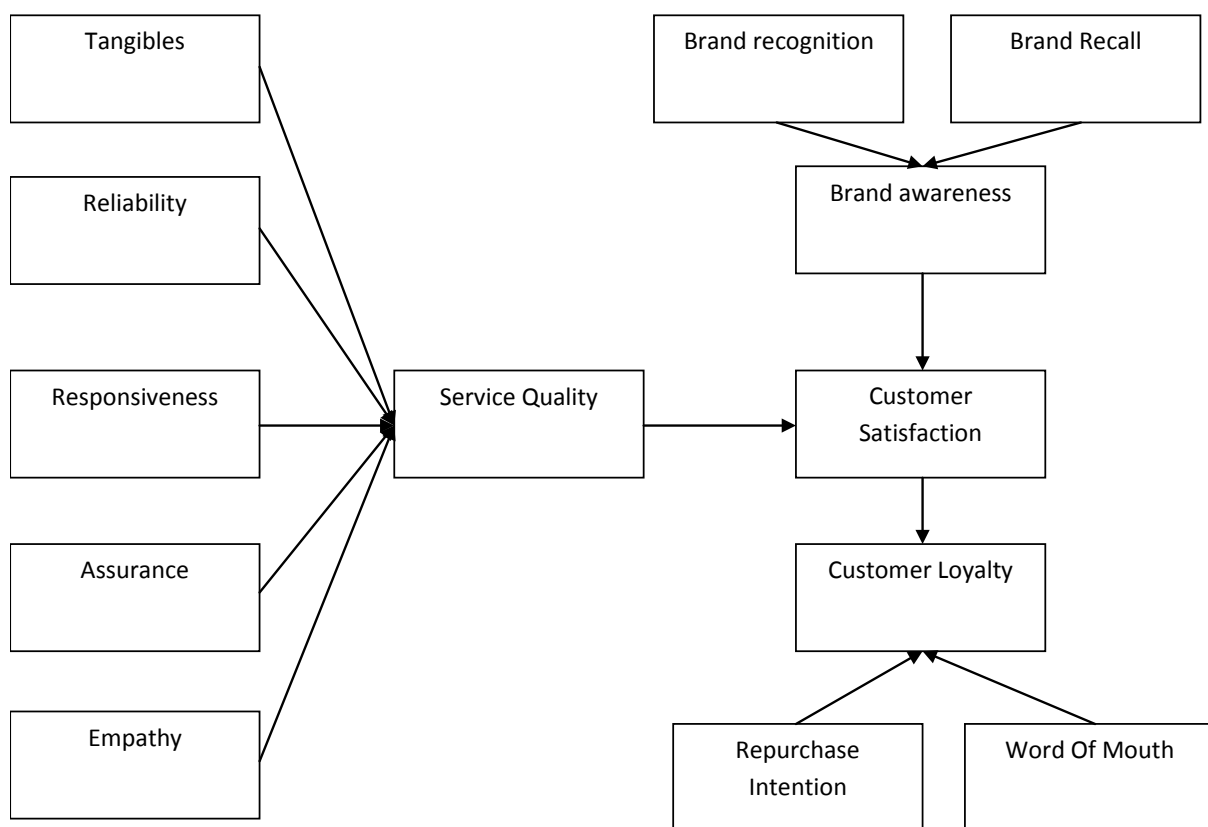 Tangibles
Brand recognition
Brand Recall
Reliability
Brand awareness
Responsiveness
Service Quality
Customer
Satisfaction
Assurance
Customer Loyalty
Empathy
Repurchase
Intention
Word Of Mouth